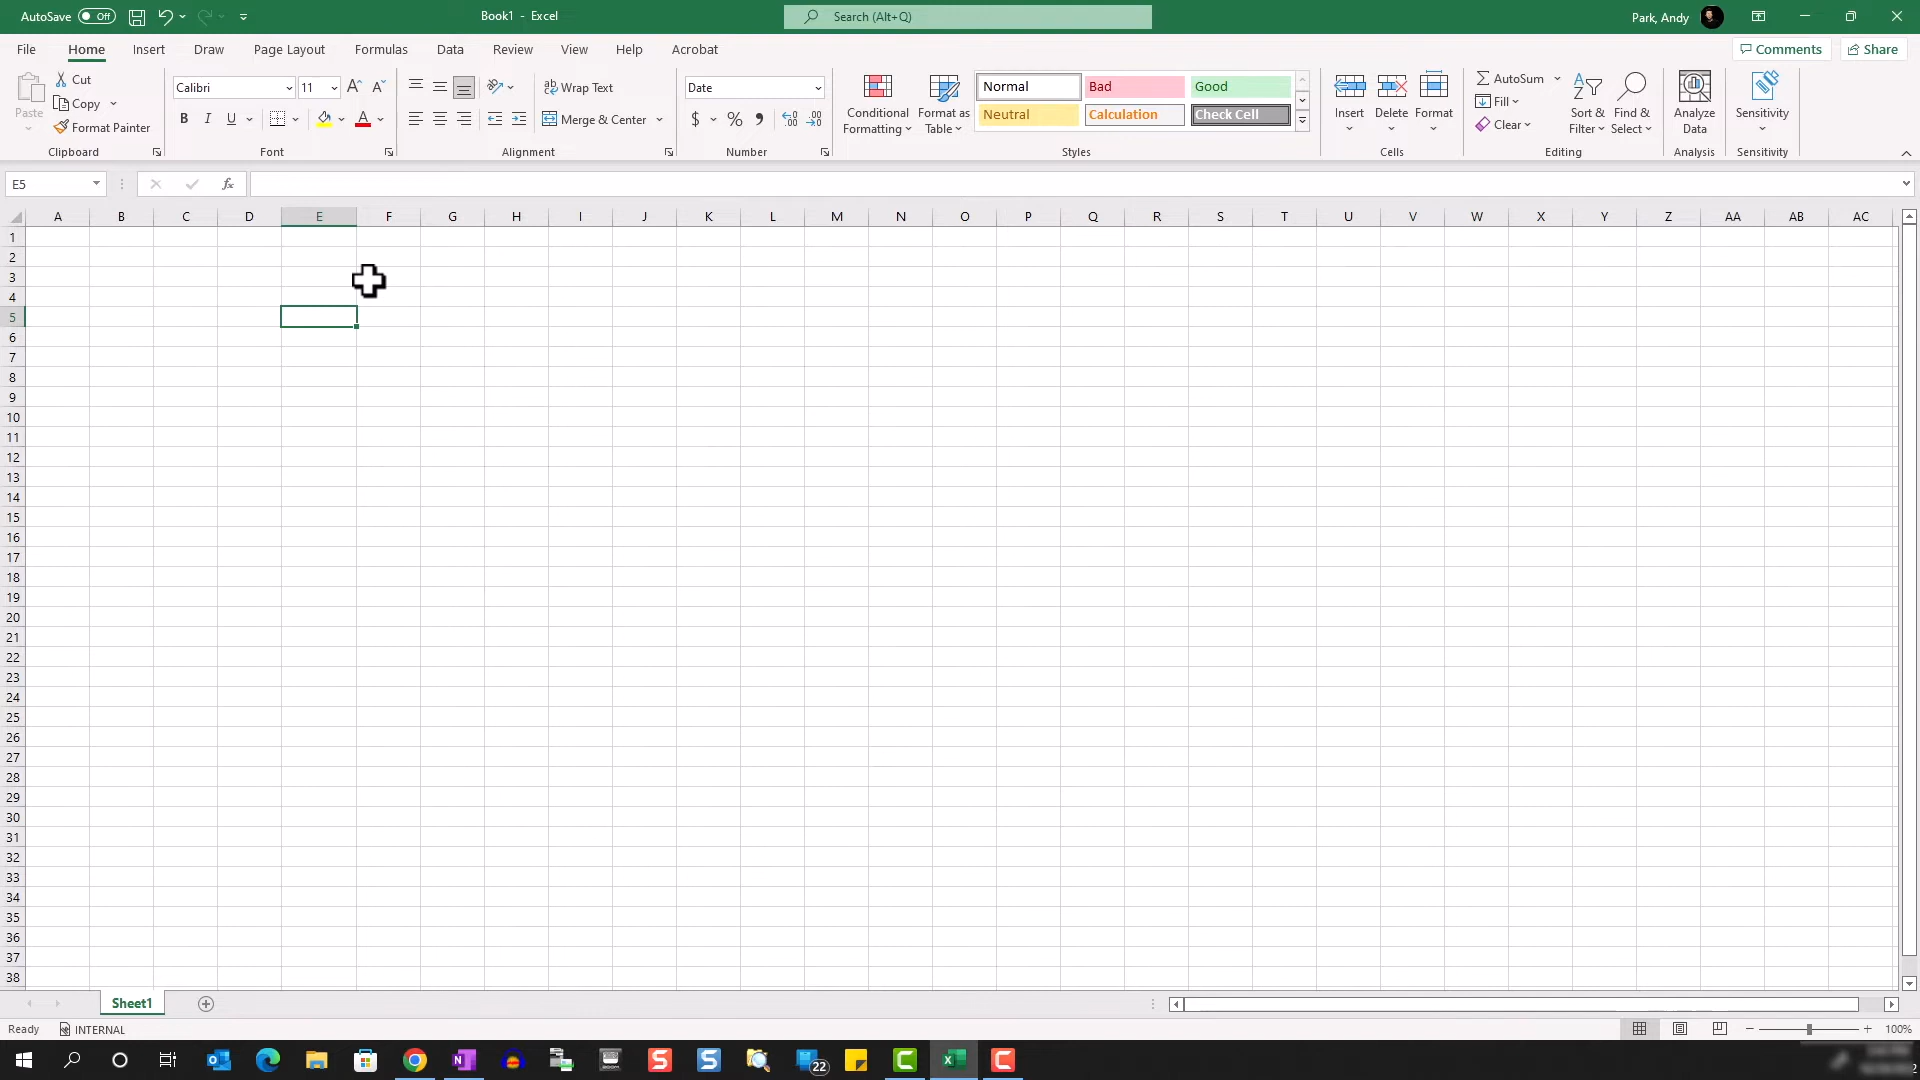 AutoSave Off
Book1 - Excel
Search (Alt+Q)
Park, Andy
File Home Insert Draw Page Layout Formulas Data Review View Help Acrobat
Comments Share
Paste
Cut
Copy
Format Painter
Clipboard
Calibri 11
B I U
Font
Wrap Text
Merge & Center
Alignment
Date
$ % 9
Number
Conditional Formatting
Format as Table
Normal Bad Good
Neutral Calculation Check Cell
Styles
Insert Delete Format
Cells
AutoSum
Fill
Clear
Sort & Filter
Find & Select
Editing
Analyze Data
Analysis
Sensitivity
Sensitivity
E5
fx
A B C D E F G H I J K L M N O P Q R S T U V W X Y Z AA AB AC
1
2
3
4
5
6
7
8
9
10
11
12
13
14
15
16
17
18
19
20
21
22
23
24
25
26
27
28
29
30
31
32
33
34
35
36
37
38
Sheet1
Ready INTERNAL
100%
22